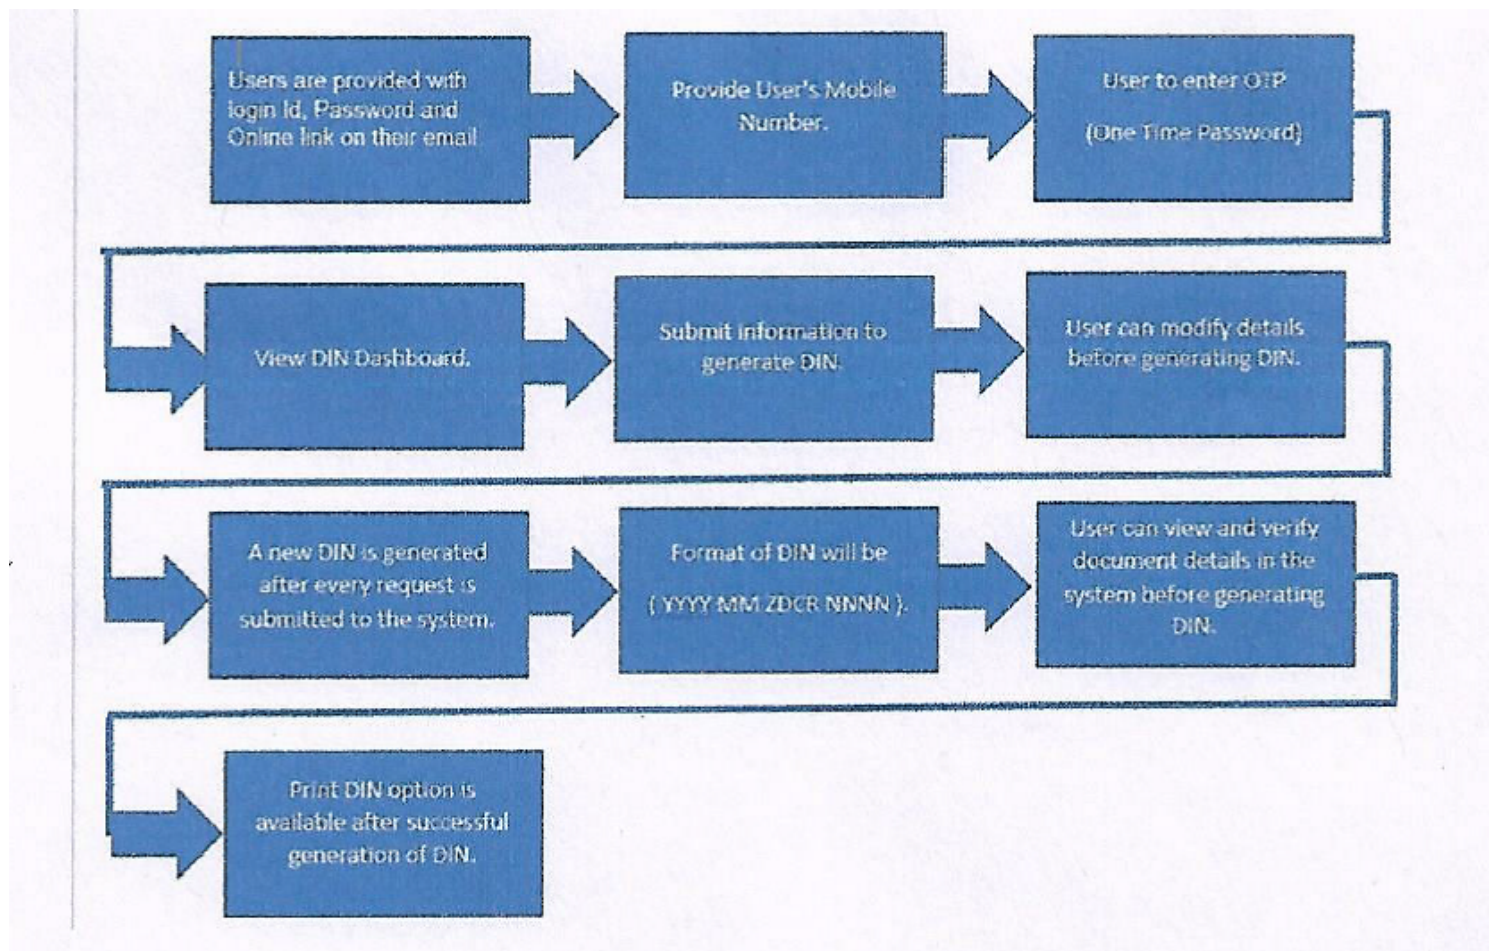 Users are provided with
login Id, Password and
Online link on their email
Provide User's Mobile
Number.
User to enter OTP
(One Time Password)
View DIN Dashboard.
Submit information to
generate DIN.
User can modify details
before generating DIN.
A new DIN is generated
after every request is
submitted to the system.
Format of DIN will be
( YYYY MM ZDCR NNNN ).
User can view and verify
document details in the
system before generating
DIN.
Print DIN option is
available after successful
generation of DIN.